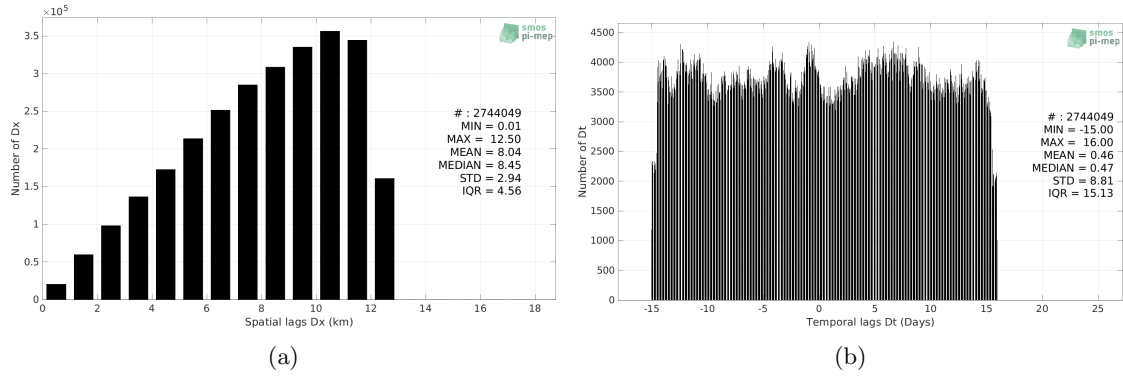 ×10⁵
3.5
3
2.5
2
1.5
1
0.5
0
Number of Dx
0 2 4 6 8 10 12 14 16 18
Spatial lags Dx (km)
smos
pi-mep
# : 2744049
MIN = 0.01
MAX = 12.50
MEAN = 8.04
MEDIAN = 8.45
STD = 2.94
IQR = 4.56
(a)
4500
4000
3500
3000
2500
2000
1500
1000
500
0
Number of Dt
-15 -10 -5 0 5 10 15 20 25
Temporal lags Dt (Days)
smos
pi-mep
# : 2744049
MIN = -15.00
MAX = 16.00
MEAN = 0.46
MEDIAN = 0.47
STD = 8.81
IQR = 15.13
(b)